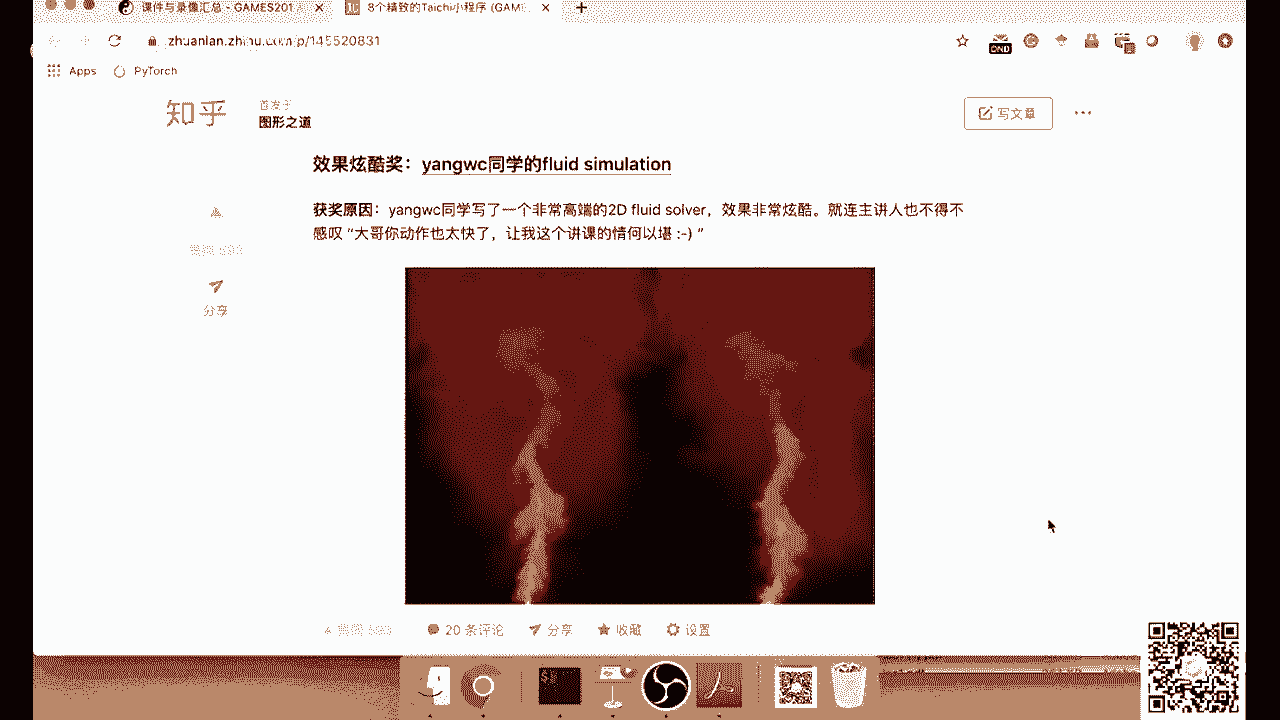 课件与录像汇总 - GAMES201
8个精致的Taichi小程序 (GAM
zhuanlan.zhihu.com/p/145520831
OND
Apps
PyTorch
知乎
首发于
图形之道
写文章
效果炫酷奖：yangwc同学的fluid simulation
获奖原因：yangwc同学写了一个非常高端的2D fluid solver，效果非常炫酷。就连主讲人也不得不
感叹 “大哥你动作也太快了，让我这个讲课的情何以堪 :-) ”
分享
20 条评论
分享
收藏
设置